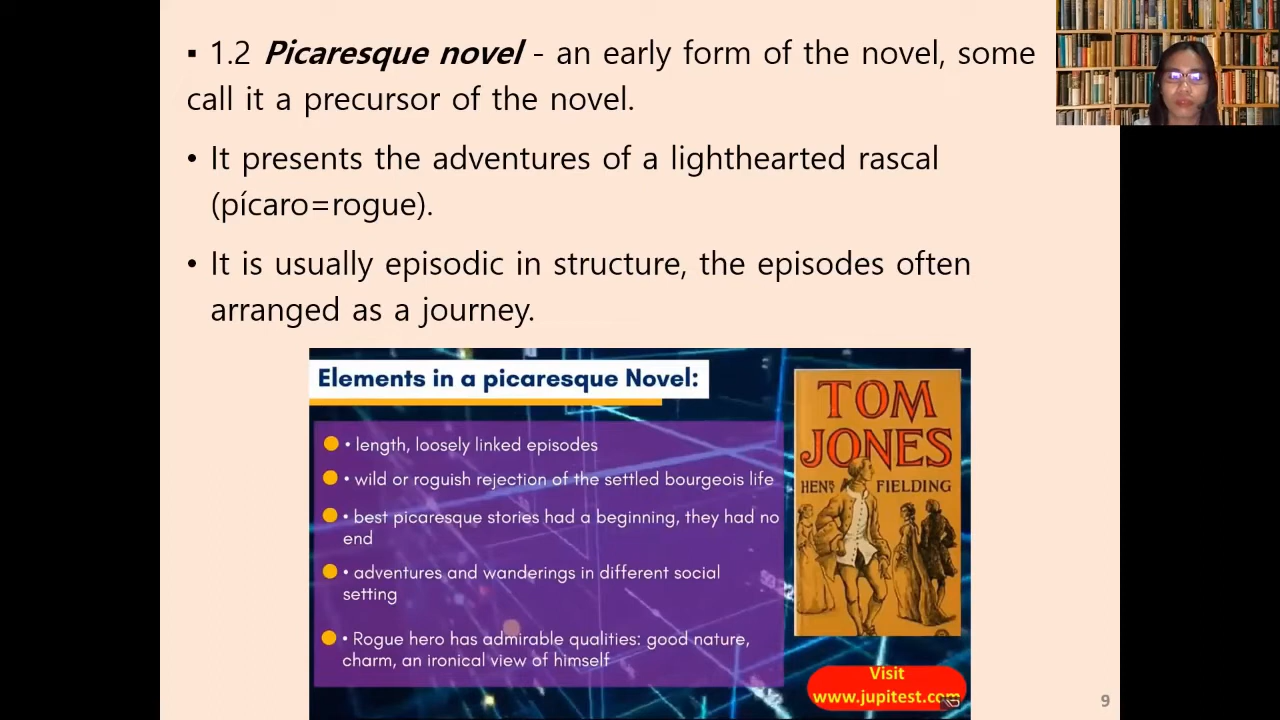 ▪ 1.2 Picaresque novel - an early form of the novel, some
call it a precursor of the novel.
• It presents the adventures of a lighthearted rascal
(pícaro=rogue).
• It is usually episodic in structure, the episodes often
arranged as a journey.
Elements in a picaresque Novel:
• length, loosely linked episodes
• wild or roguish rejection of the settled bourgeois life
• best picaresque stories had a beginning, they had no
end
• adventures and wanderings in different social
setting
• Rogue hero has admirable qualities: good nature,
charm, an ironical view of himself
TOM
JONES
FIELDING
Visit
www.jupitest.com
9